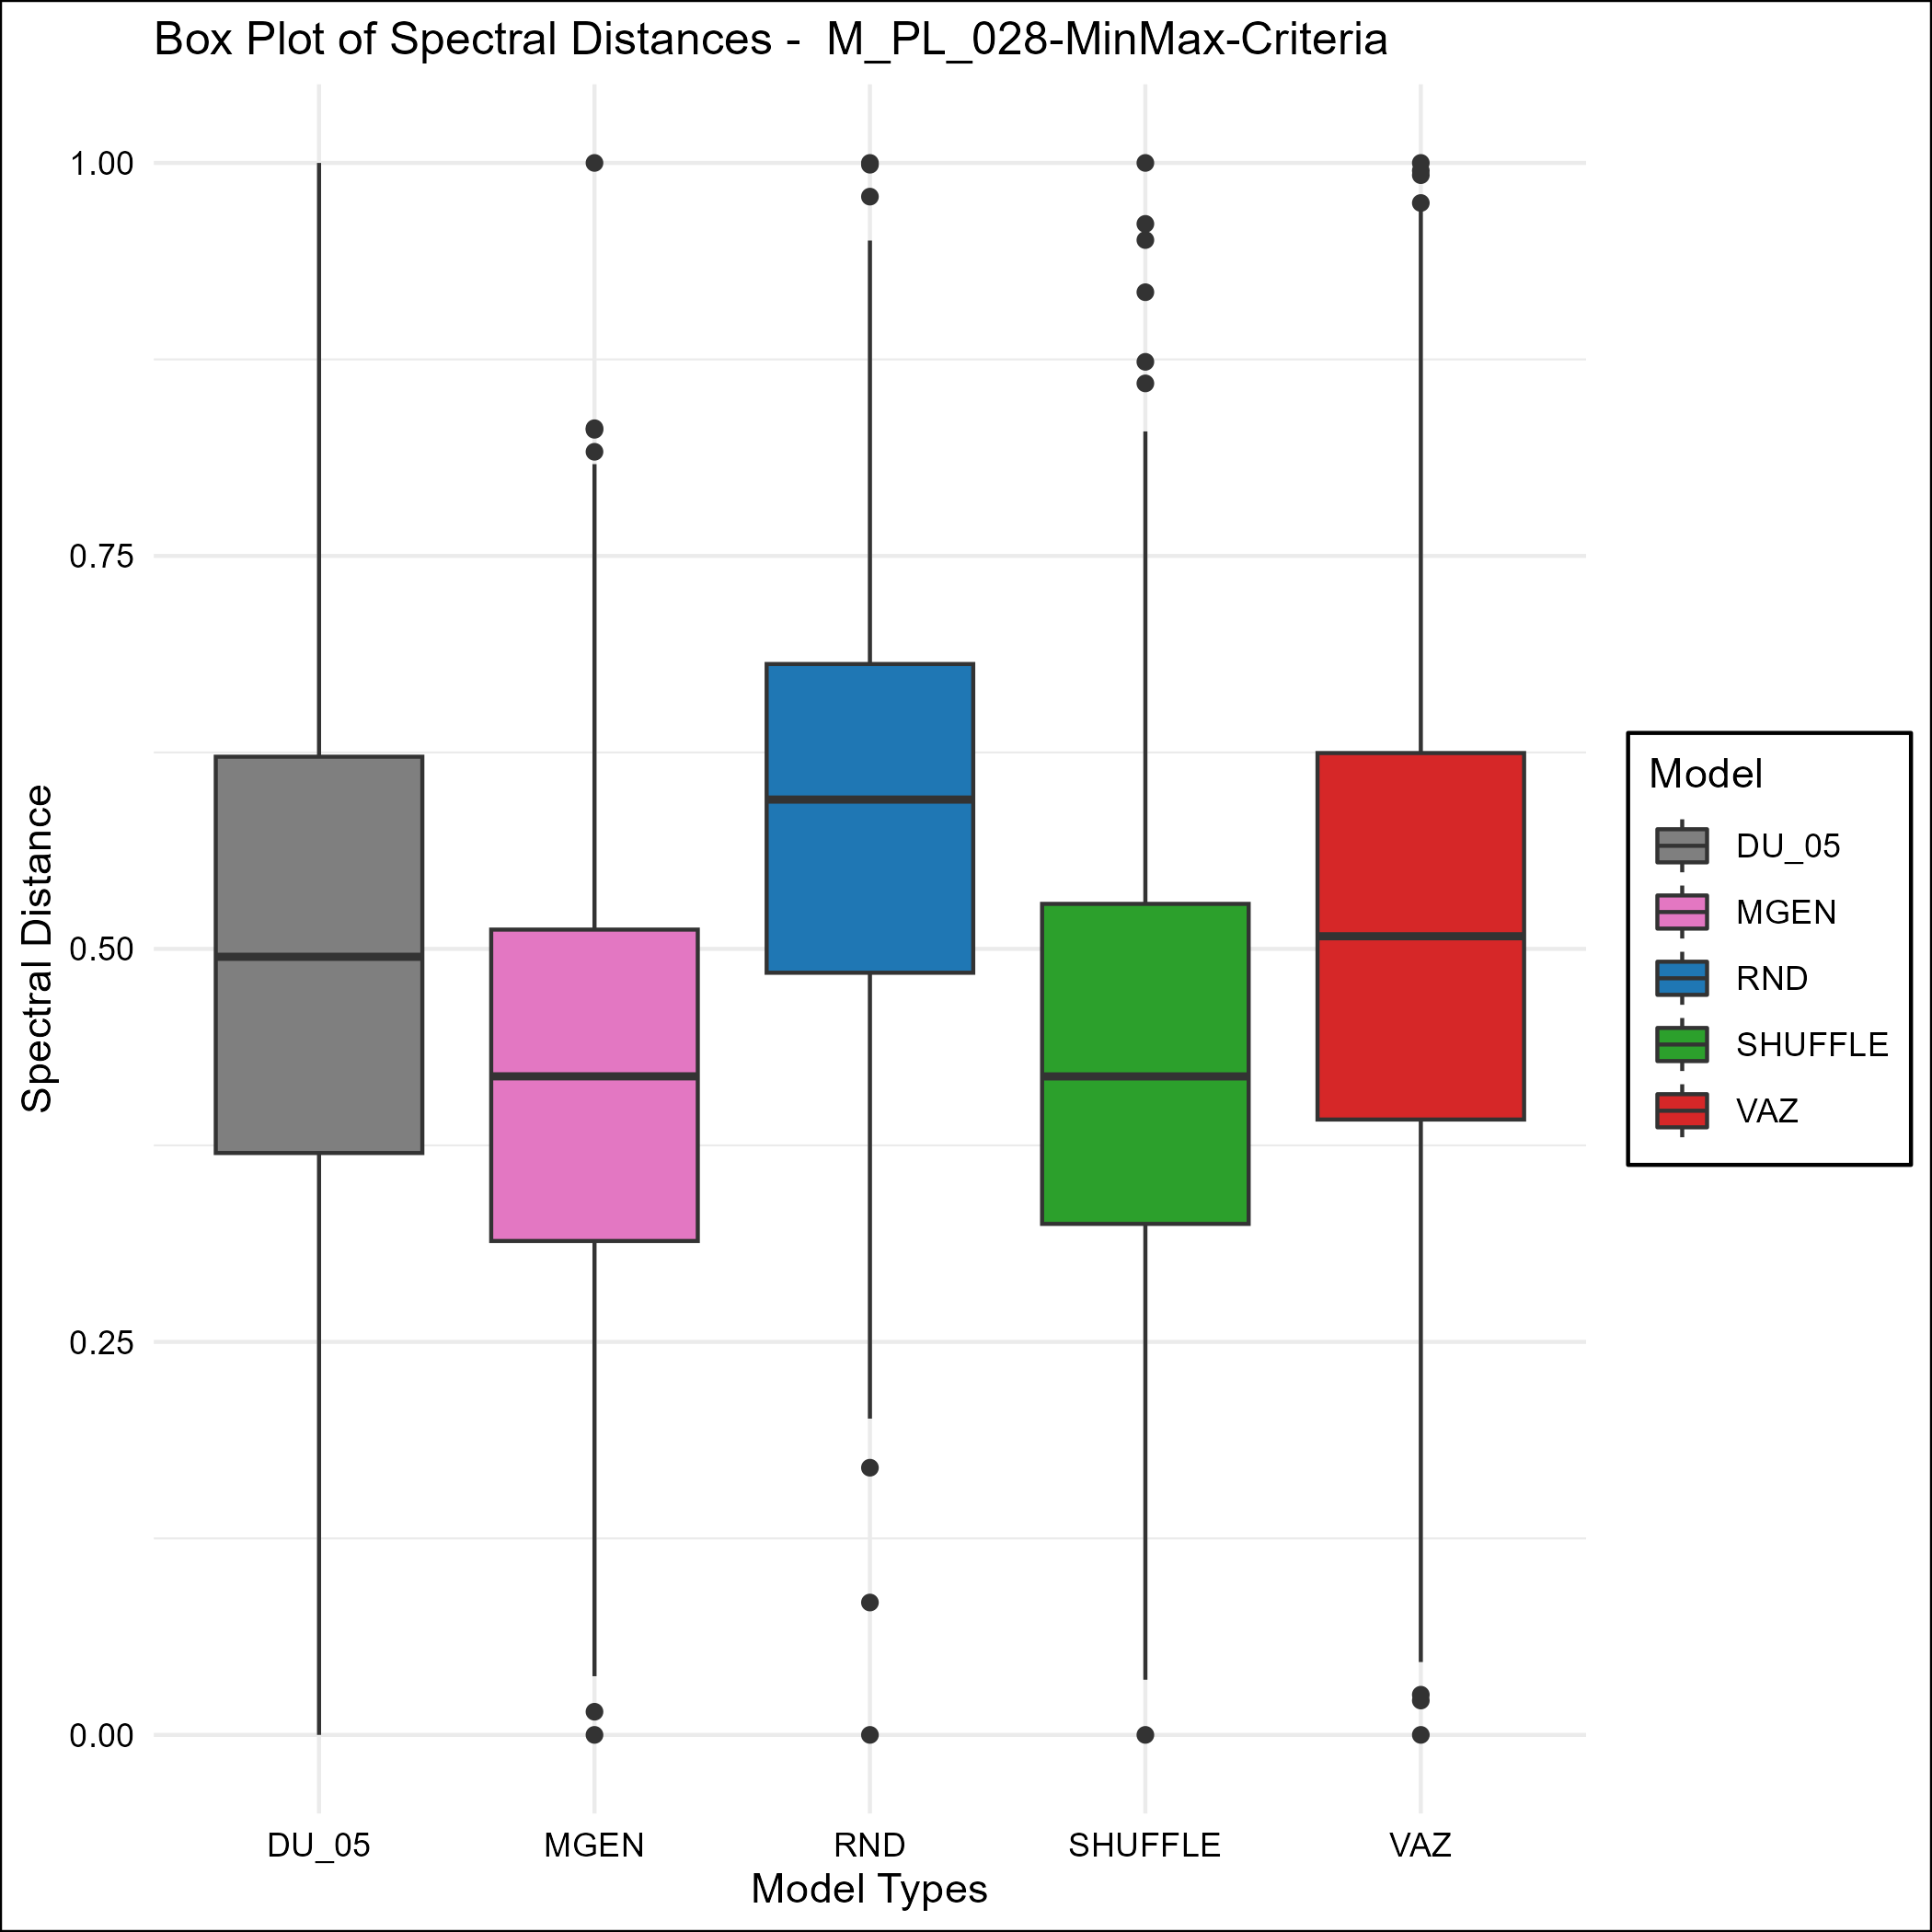 Box Plot of Spectral Distances -  M_PL_028-MinMax-Criteria
1.00
0.75
0.50
0.25
0.00
Spectral Distance
DU_05 MGEN RND SHUFFLE VAZ
Model Types
Model
DU_05
MGEN
RND
SHUFFLE
VAZ